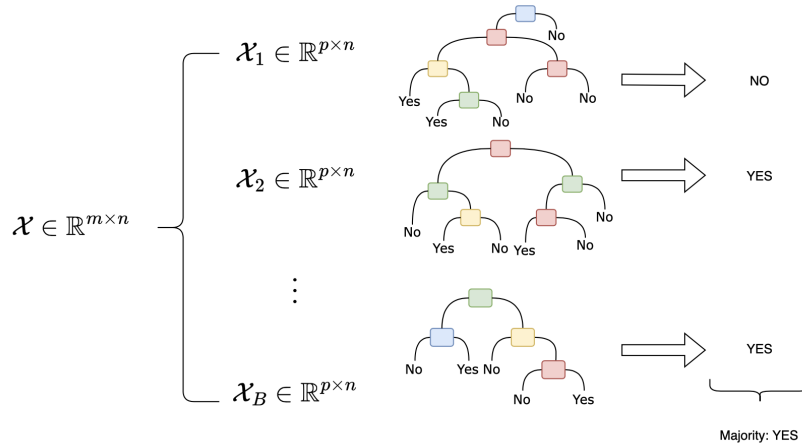 𝒳 ∈ ℝ^{m×n}
𝒳_1 ∈ ℝ^{p×n}
No
Yes
Yes
No
No
No
NO
𝒳_2 ∈ ℝ^{p×n}
No
Yes
No
Yes
No
No
YES
⋮
𝒳_B ∈ ℝ^{p×n}
No
Yes
No
No
Yes
YES
Majority: YES